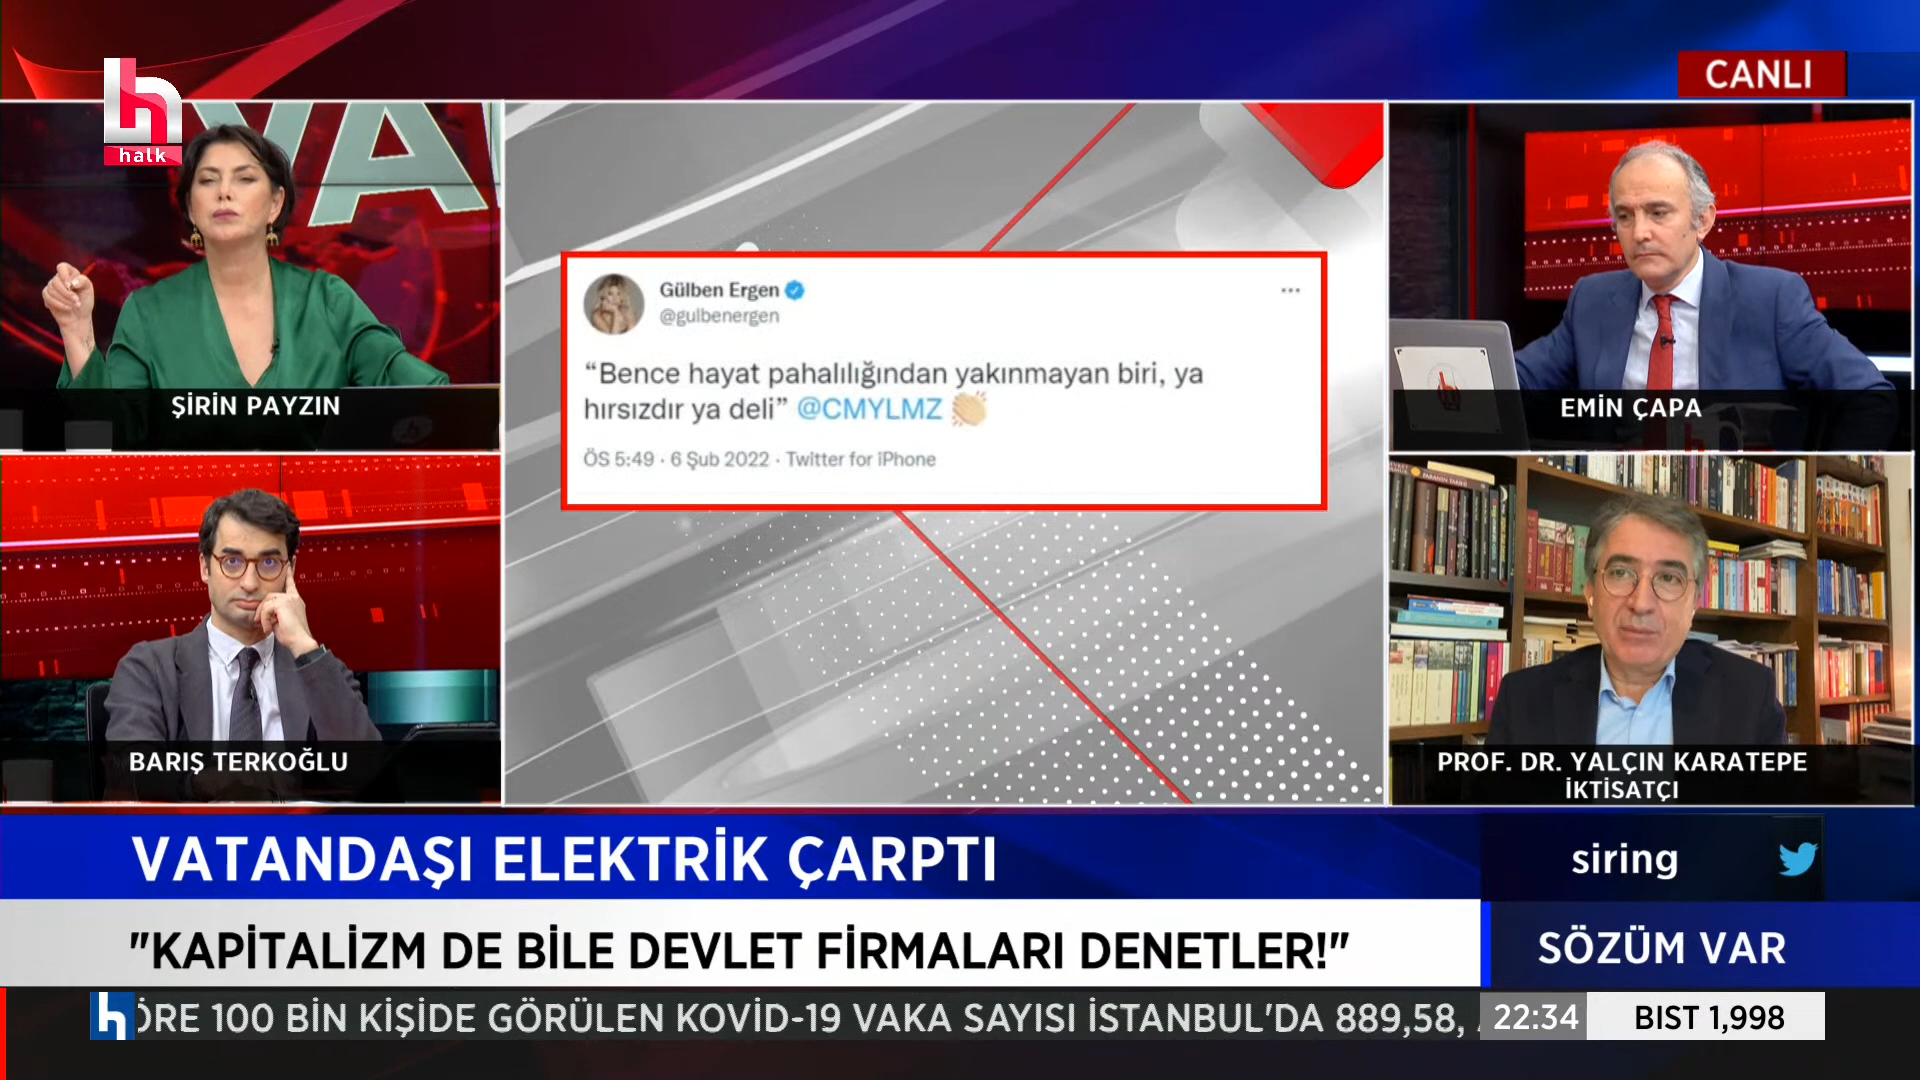 CANLI
halk
ŞİRİN PAYZIN
Gülben Ergen
@gulbenergen
“Bence hayat pahalılığından yakınmayan biri, ya
hırsızdır ya deli” @CMYLMZ 👏🏼
ÖS 5:49 · 6 Şub 2022 · Twitter for iPhone
EMİN ÇAPA
BARIŞ TERKOĞLU
PROF. DR. YALÇIN KARATEPE
İKTİSATÇI
VATANDAŞI ELEKTRİK ÇARPTI
siring
"KAPİTALİZM DE BİLE DEVLET FİRMALARI DENETLER!"
SÖZÜM VAR
ÖRE 100 BİN KİŞİDE GÖRÜLEN KOVİD-19 VAKA SAYISI İSTANBUL'DA 889,58,
22:34
BIST 1,998